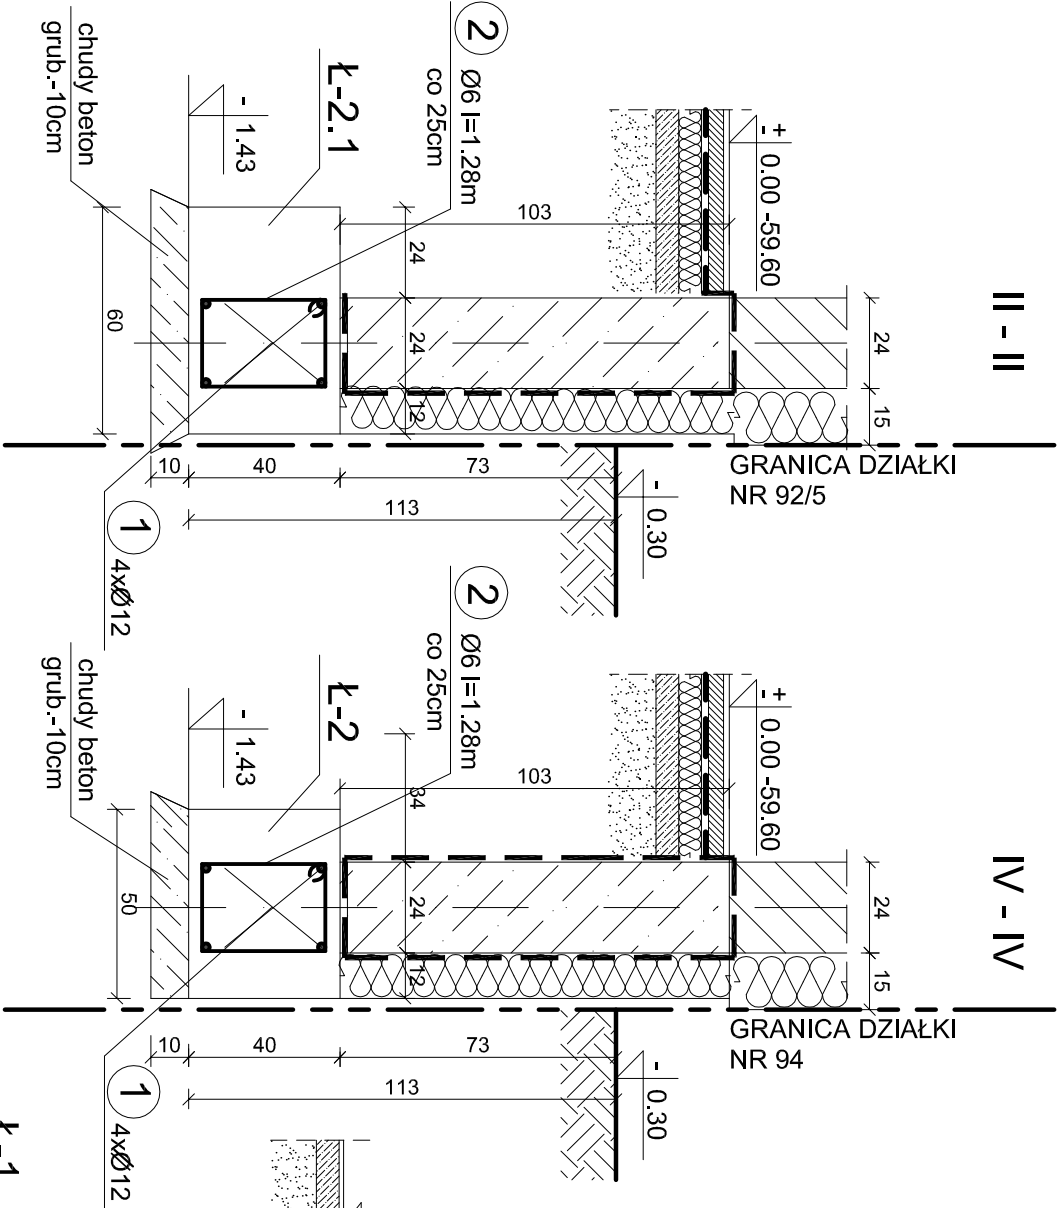 II - II
24
15
-+ 0.00 -59.60
GRANICA DZIAŁKI
NR 92/5
- 0.30
103
24
24
12
2
Ø6 l=1.28m
co 25cm
Ł-2.1
- 1.43
chudy beton
grub.-10cm
60
10
40
73
113
1
4xØ12
IV - IV
24
15
-+ 0.00 -59.60
GRANICA DZIAŁKI
NR 94
- 0.30
103
34
24
12
2
Ø6 l=1.28m
co 25cm
Ł-2
- 1.43
chudy beton
grub.-10cm
50
10
40
73
113
1
4xØ12
Ł-1